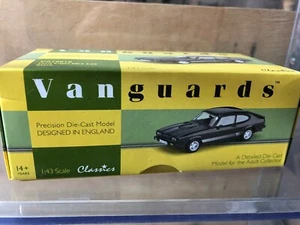 Vanguards™
Precision Die-Cast Model
DESIGNED IN ENGLAND
A Detailed Die-Cast
Model for the Adult Collector
14+
YEARS
1:43 Scale
Classics